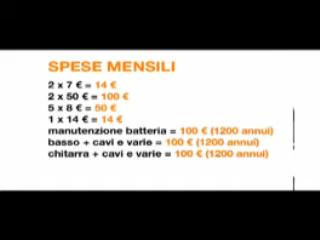 SPESE MENSILI
2 x 7 € = 14 €
2 x 50 € = 100 €
5 x 8 € = 50 €
1 x 14 € = 14 €
manutenzione batteria = 100 € (1200 annui)
basso + cavi e varie = 100 € (1200 annui)
chitarra + cavi e varie = 100 € (1200 annui)